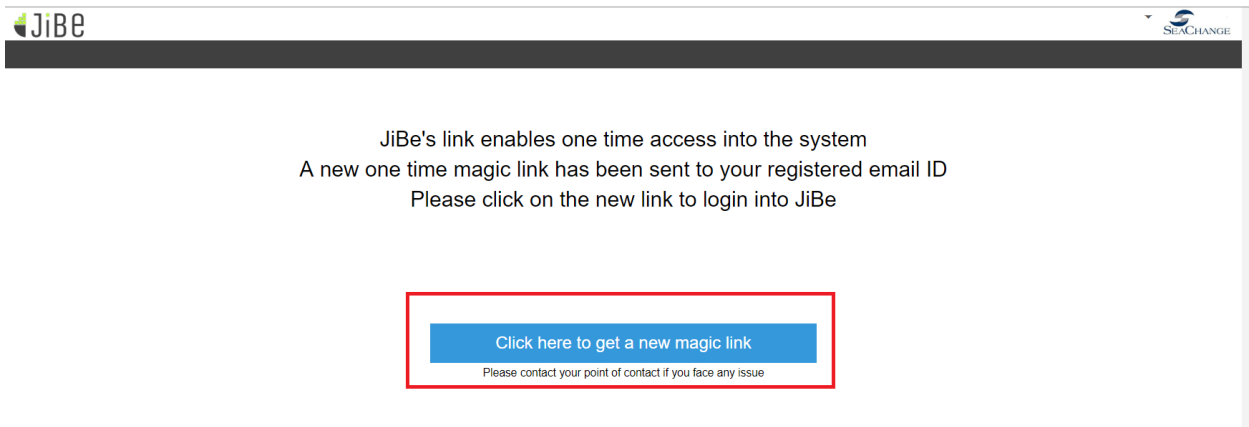 JiBe
SEACHANGE
JiBe's link enables one time access into the system
A new one time magic link has been sent to your registered email ID
Please click on the new link to login into JiBe
Click here to get a new magic link
Please contact your point of contact if you face any issue